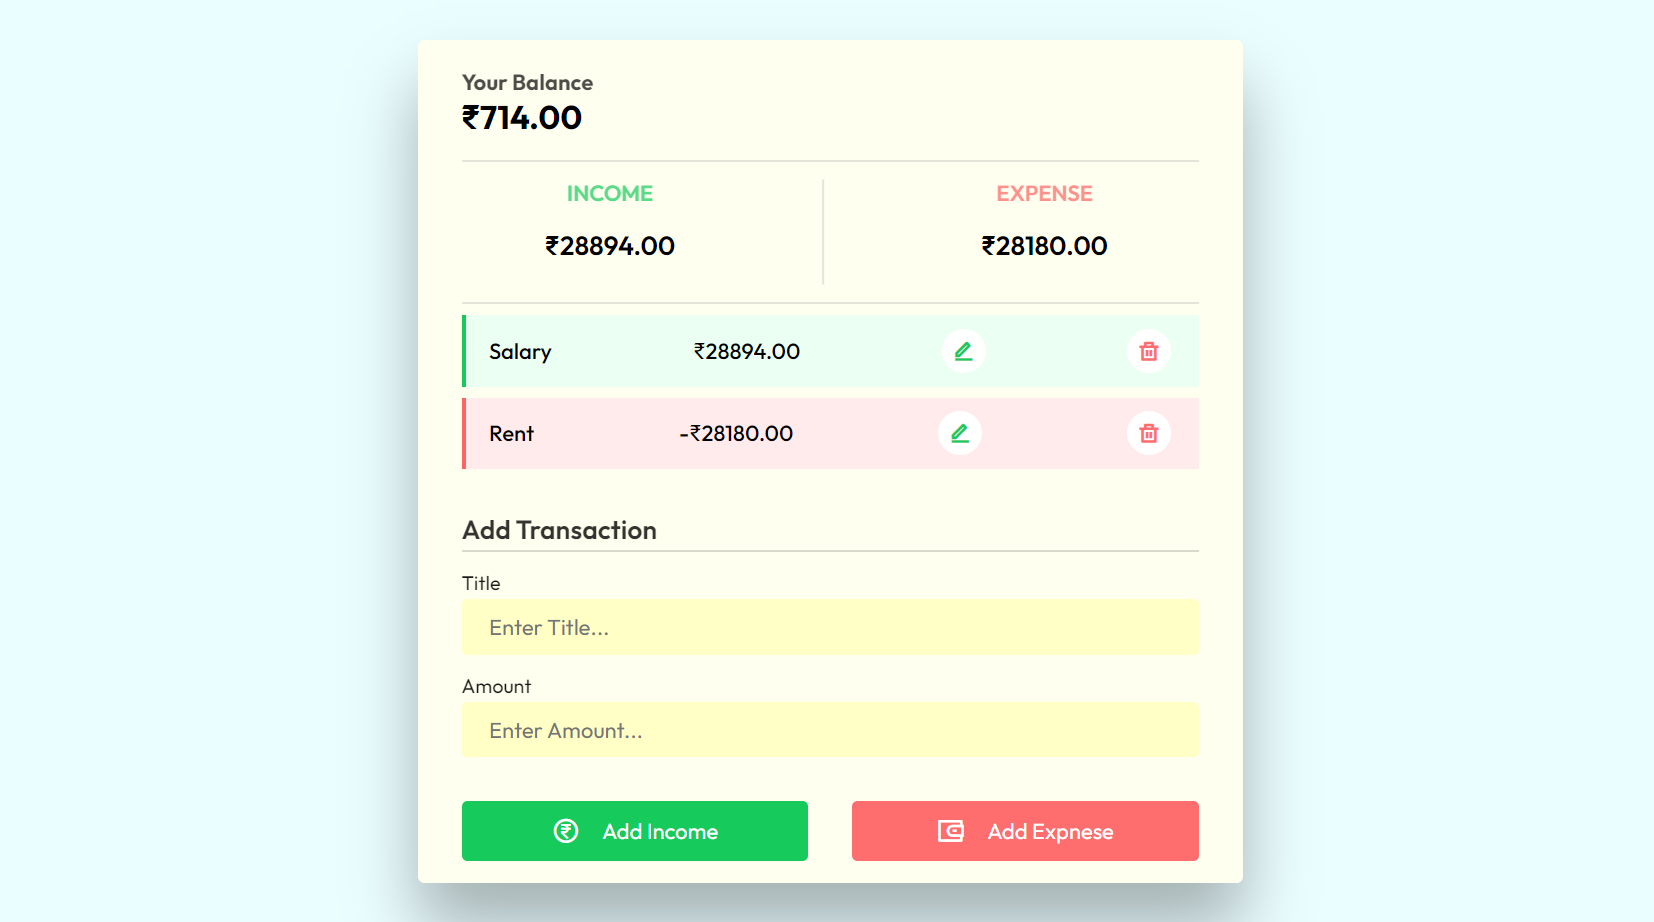 Your Balance
₹714.00
INCOME
EXPENSE
₹28894.00
₹28180.00
Salary ₹28894.00
Rent -₹28180.00
Add Transaction
Title
Enter Title...
Amount
Enter Amount...
Add Income
Add Expnese